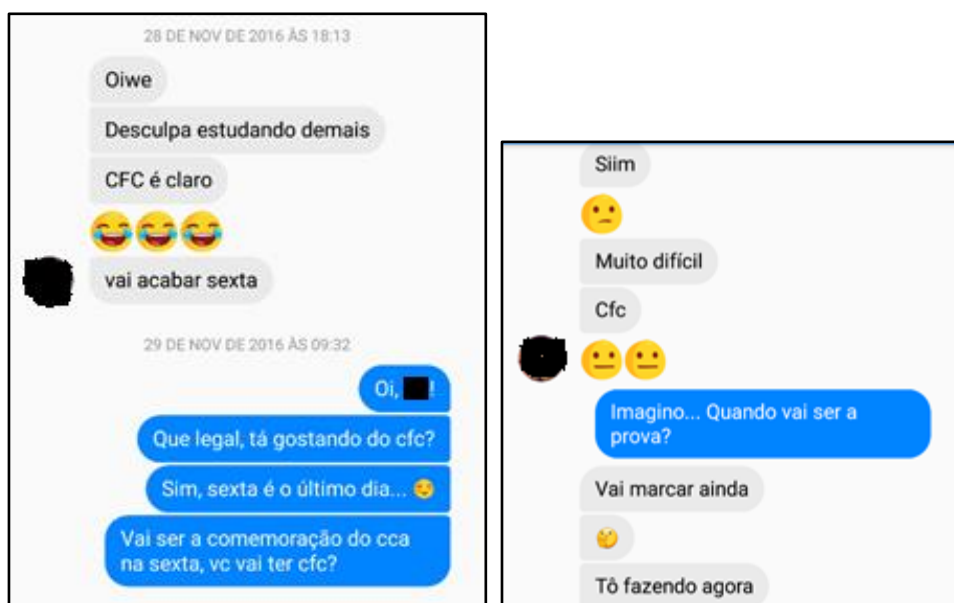 28 DE NOV DE 2016 ÀS 18:13
Oiwe
Desculpa estudando demais
CFC é claro
vai acabar sexta
29 DE NOV DE 2016 ÀS 09:32
Oi, !
Que legal, tá gostando do cfc?
Sim, sexta é o último dia...
Vai ser a comemoração do cca
na sexta, vc vai ter cfc?
Siim
Muito difícil
Cfc
Imagino... Quando vai ser a
prova?
Vai marcar ainda
Tô fazendo agora